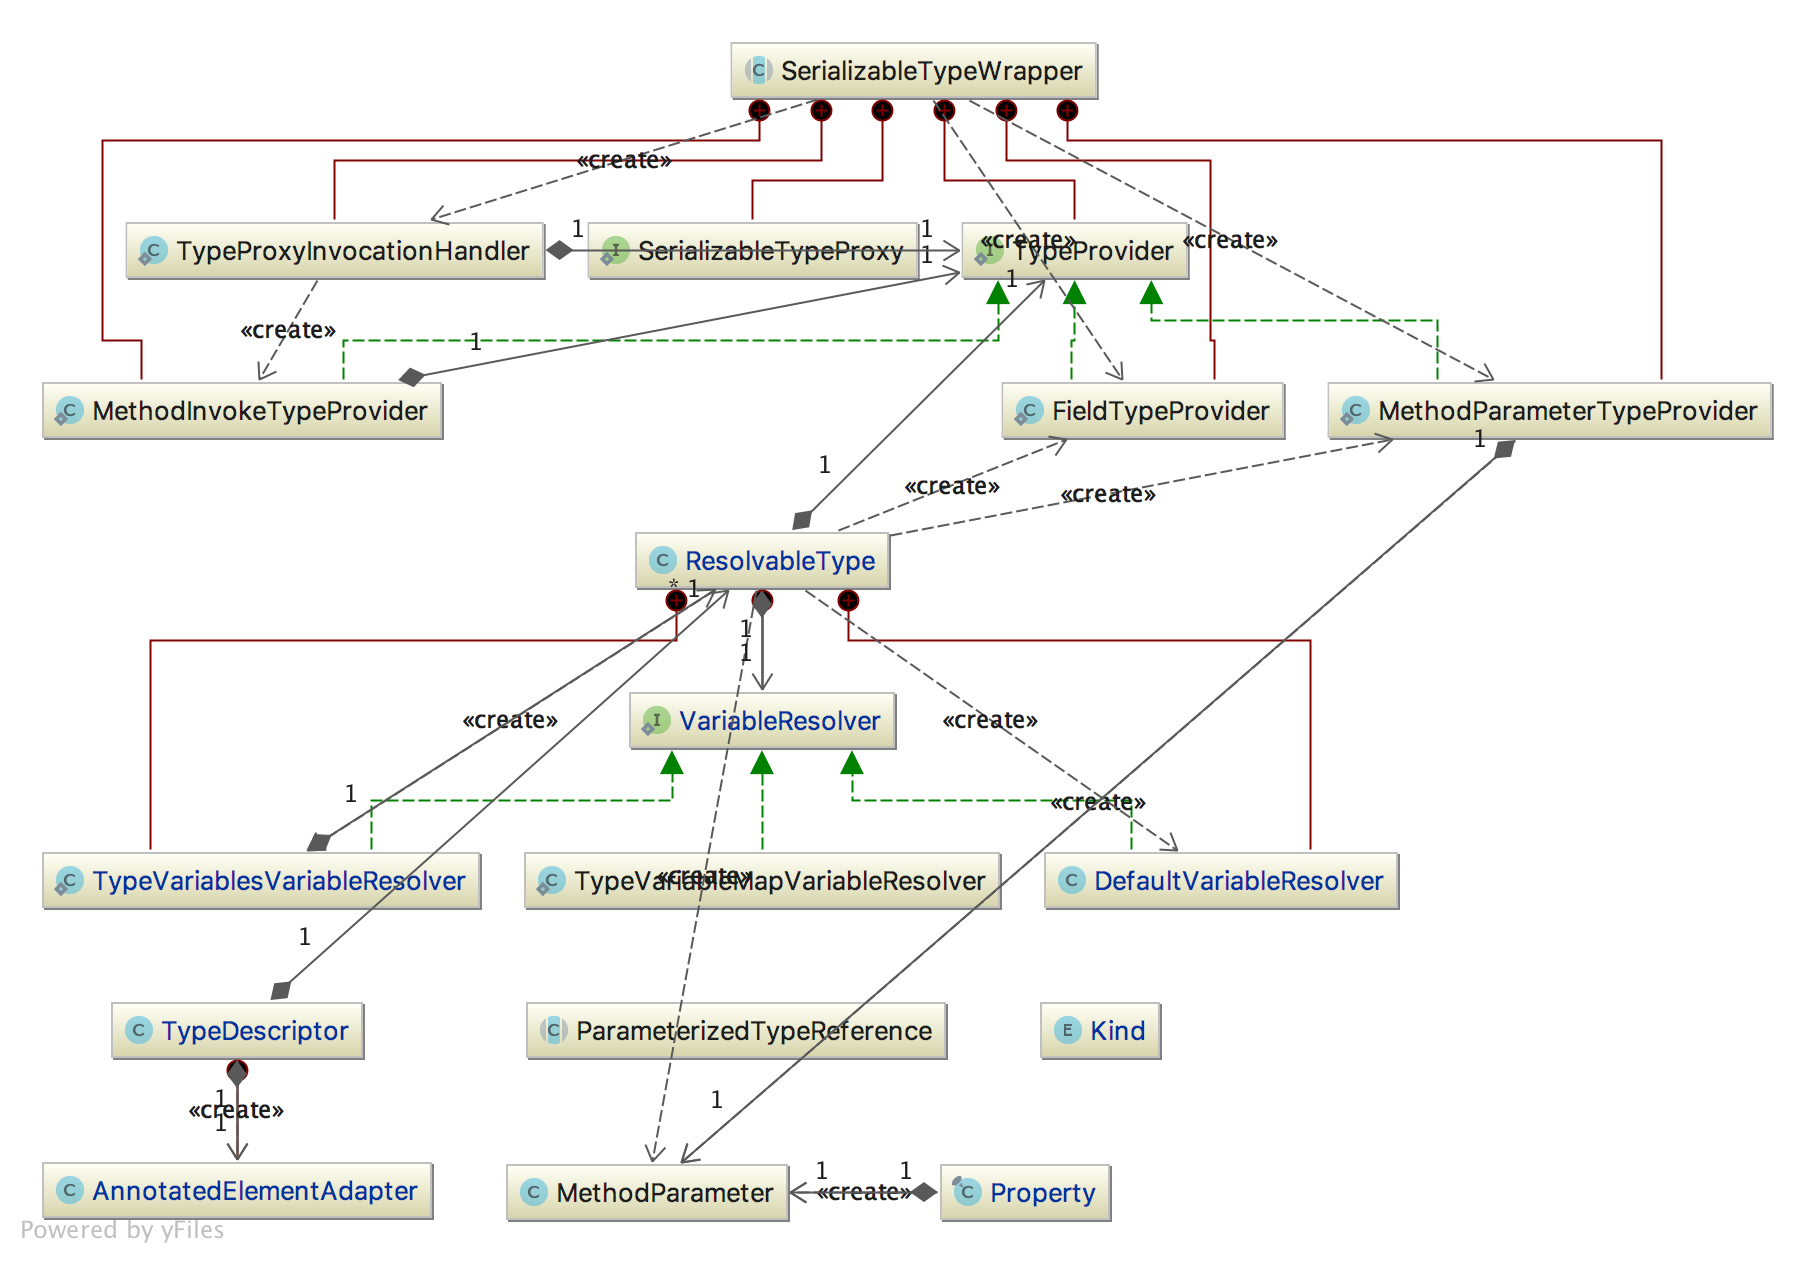 C SerializableTypeWrapper
«create»
C TypeProxyInvocationHandler
1
I SerializableTypeProxy
1
1
I TypeProvider
«create»
«create»
1
«create»
1
C MethodInvokeTypeProvider
C FieldTypeProvider
C MethodParameterTypeProvider
1
1
«create»
«create»
C ResolvableType
* 1
1
1
«create»
I VariableResolver
«create»
1
«create»
C TypeVariablesVariableResolver
C TypeVariableMapVariableResolver
«create»
C DefaultVariableResolver
1
C TypeDescriptor
C ParameterizedTypeReference
E Kind
1
«create»
1
1
C AnnotatedElementAdapter
C MethodParameter
1
1
«create»
C Property
Powered by yFiles